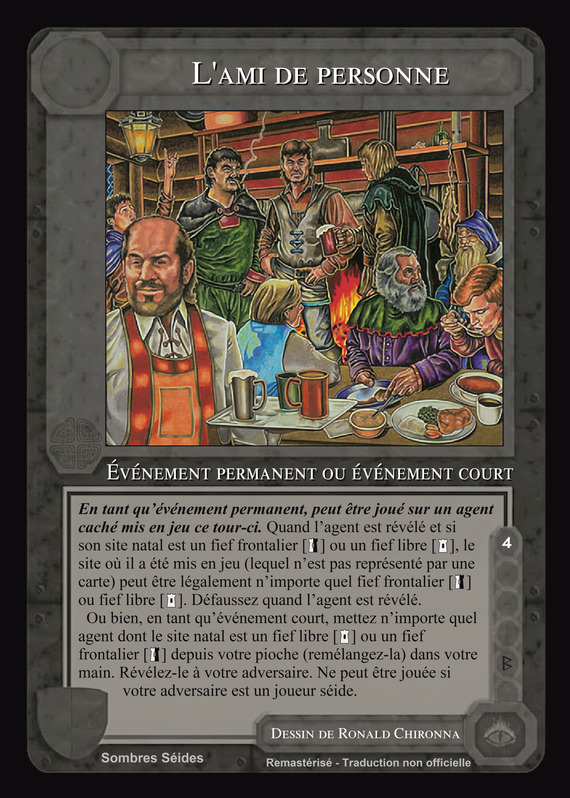 L'AMI DE PERSONNE
ÉVÉNEMENT PERMANENT OU ÉVÉNEMENT COURT
En tant qu'événement permanent, peut être joué sur un agent
caché mis en jeu ce tour-ci. Quand l'agent est révélé et si
son site natal est un fief frontalier [] ou un fief libre [], le
site où il a été mis en jeu (lequel n'est pas représenté par une
carte) peut être légalement n'importe quel fief frontalier []
ou fief libre []. Défaussez quand l'agent est révélé.
Ou bien, en tant qu'événement court, mettez n'importe quel
agent dont le site natal est un fief libre [] ou un fief
frontalier [] depuis votre pioche (remélangez-la) dans votre
main. Révélez-le à votre adversaire. Ne peut être jouée si
votre adversaire est un joueur séide.
4
DESSIN DE RONALD CHIRONNA
Sombres Séides
Remastérisé - Traduction non officielle